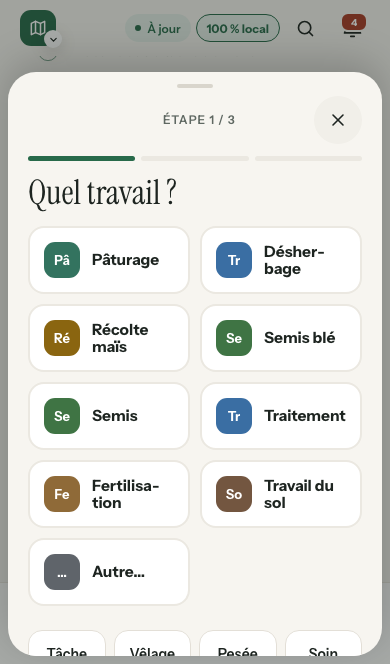 À jour
100 % local
4
ÉTAPE 1 / 3
Quel travail ?
Pâ Pâturage
Tr Désher-
bage
Ré Récolte
maïs
Se Semis blé
Se Semis
Tr Traitement
Fe Fertilisa-
tion
So Travail du
sol
... Autre...
Tâche
Vêlage
Pesée
Soin